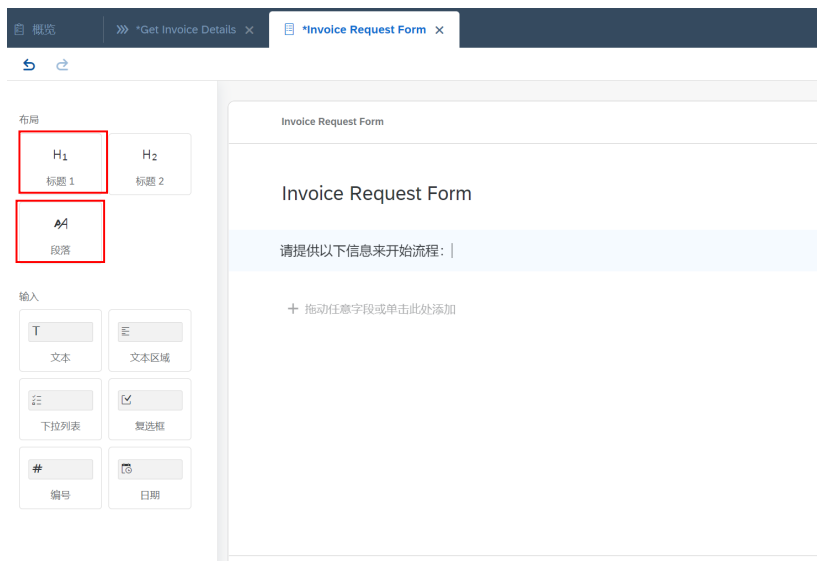 概览 *Get Invoice Details *Invoice Request Form
布局
H1 H2
标题 1 标题 2
AA
段落
输入
T
文本 文本区域
下拉列表 复选框
#
编号 日期
Invoice Request Form
Invoice Request Form
请提供以下信息来开始流程：
拖动任意字段或单击此处添加